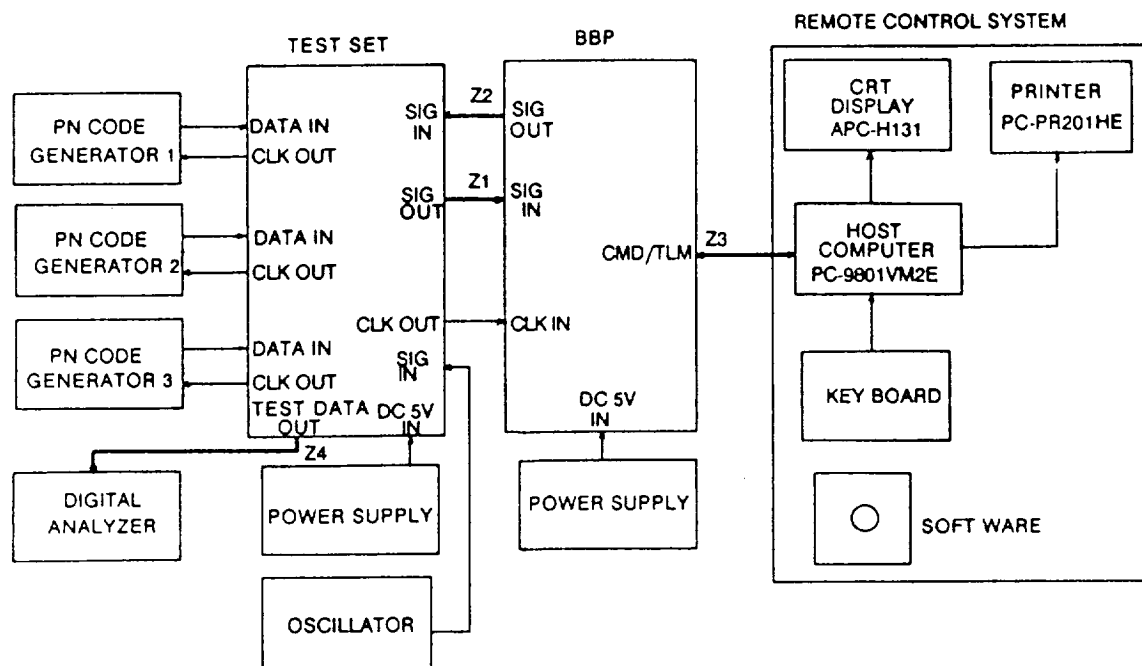 REMOTE CONTROL SYSTEM
TEST SET
BBP
PN CODE
GENERATOR 1
DATA IN
CLK OUT
PN CODE
GENERATOR 2
DATA IN
CLK OUT
PN CODE
GENERATOR 3
DATA IN
CLK OUT
TEST DATA
OUT
SIG
IN
SIG
OUT
CLK OUT
SIG
IN
DC 5V
IN
Z2
Z1
Z4
SIG
OUT
SIG
IN
CMD/TLM
CLK IN
DC 5V
IN
Z3
CRT
DISPLAY
APC-H131
PRINTER
PC-PR201HE
HOST
COMPUTER
PC-9801VM2E
KEY BOARD
SOFT WARE
DIGITAL
ANALYZER
POWER SUPPLY
POWER SUPPLY
OSCILLATOR